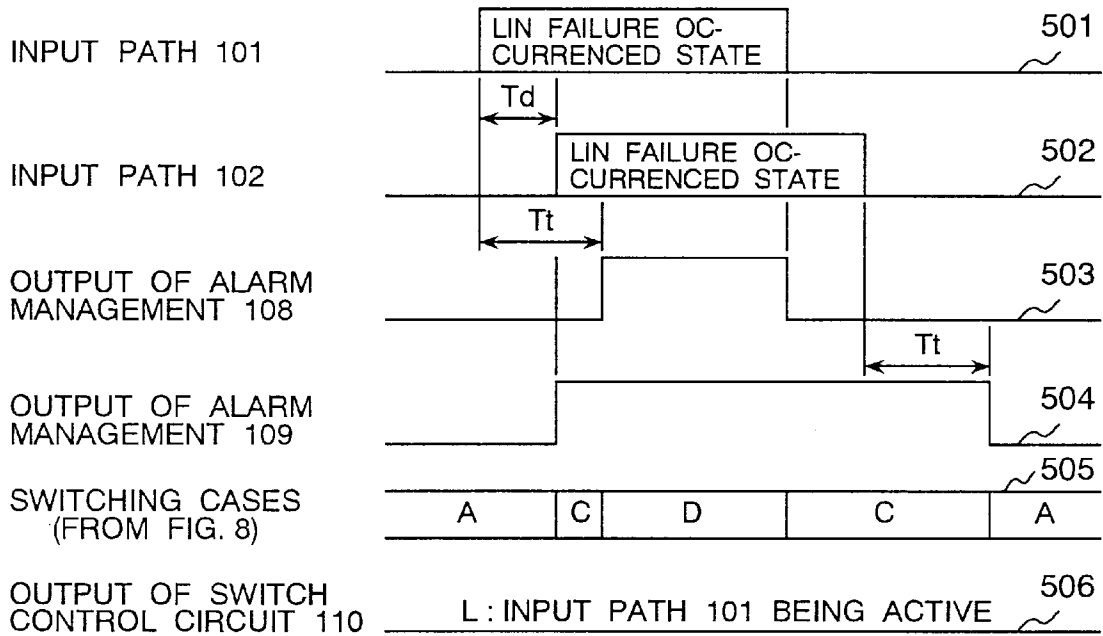 INPUT PATH 101
LIN FAILURE OC-
CURRENCED STATE
501
Td
INPUT PATH 102
LIN FAILURE OC-
CURRENCED STATE
502
Tt
OUTPUT OF ALARM
MANAGEMENT 108
503
Tt
OUTPUT OF ALARM
MANAGEMENT 109
504
505
SWITCHING CASES
(FROM FIG. 8)
A C D C A
OUTPUT OF SWITCH
CONTROL CIRCUIT 110
L : INPUT PATH 101 BEING ACTIVE
506